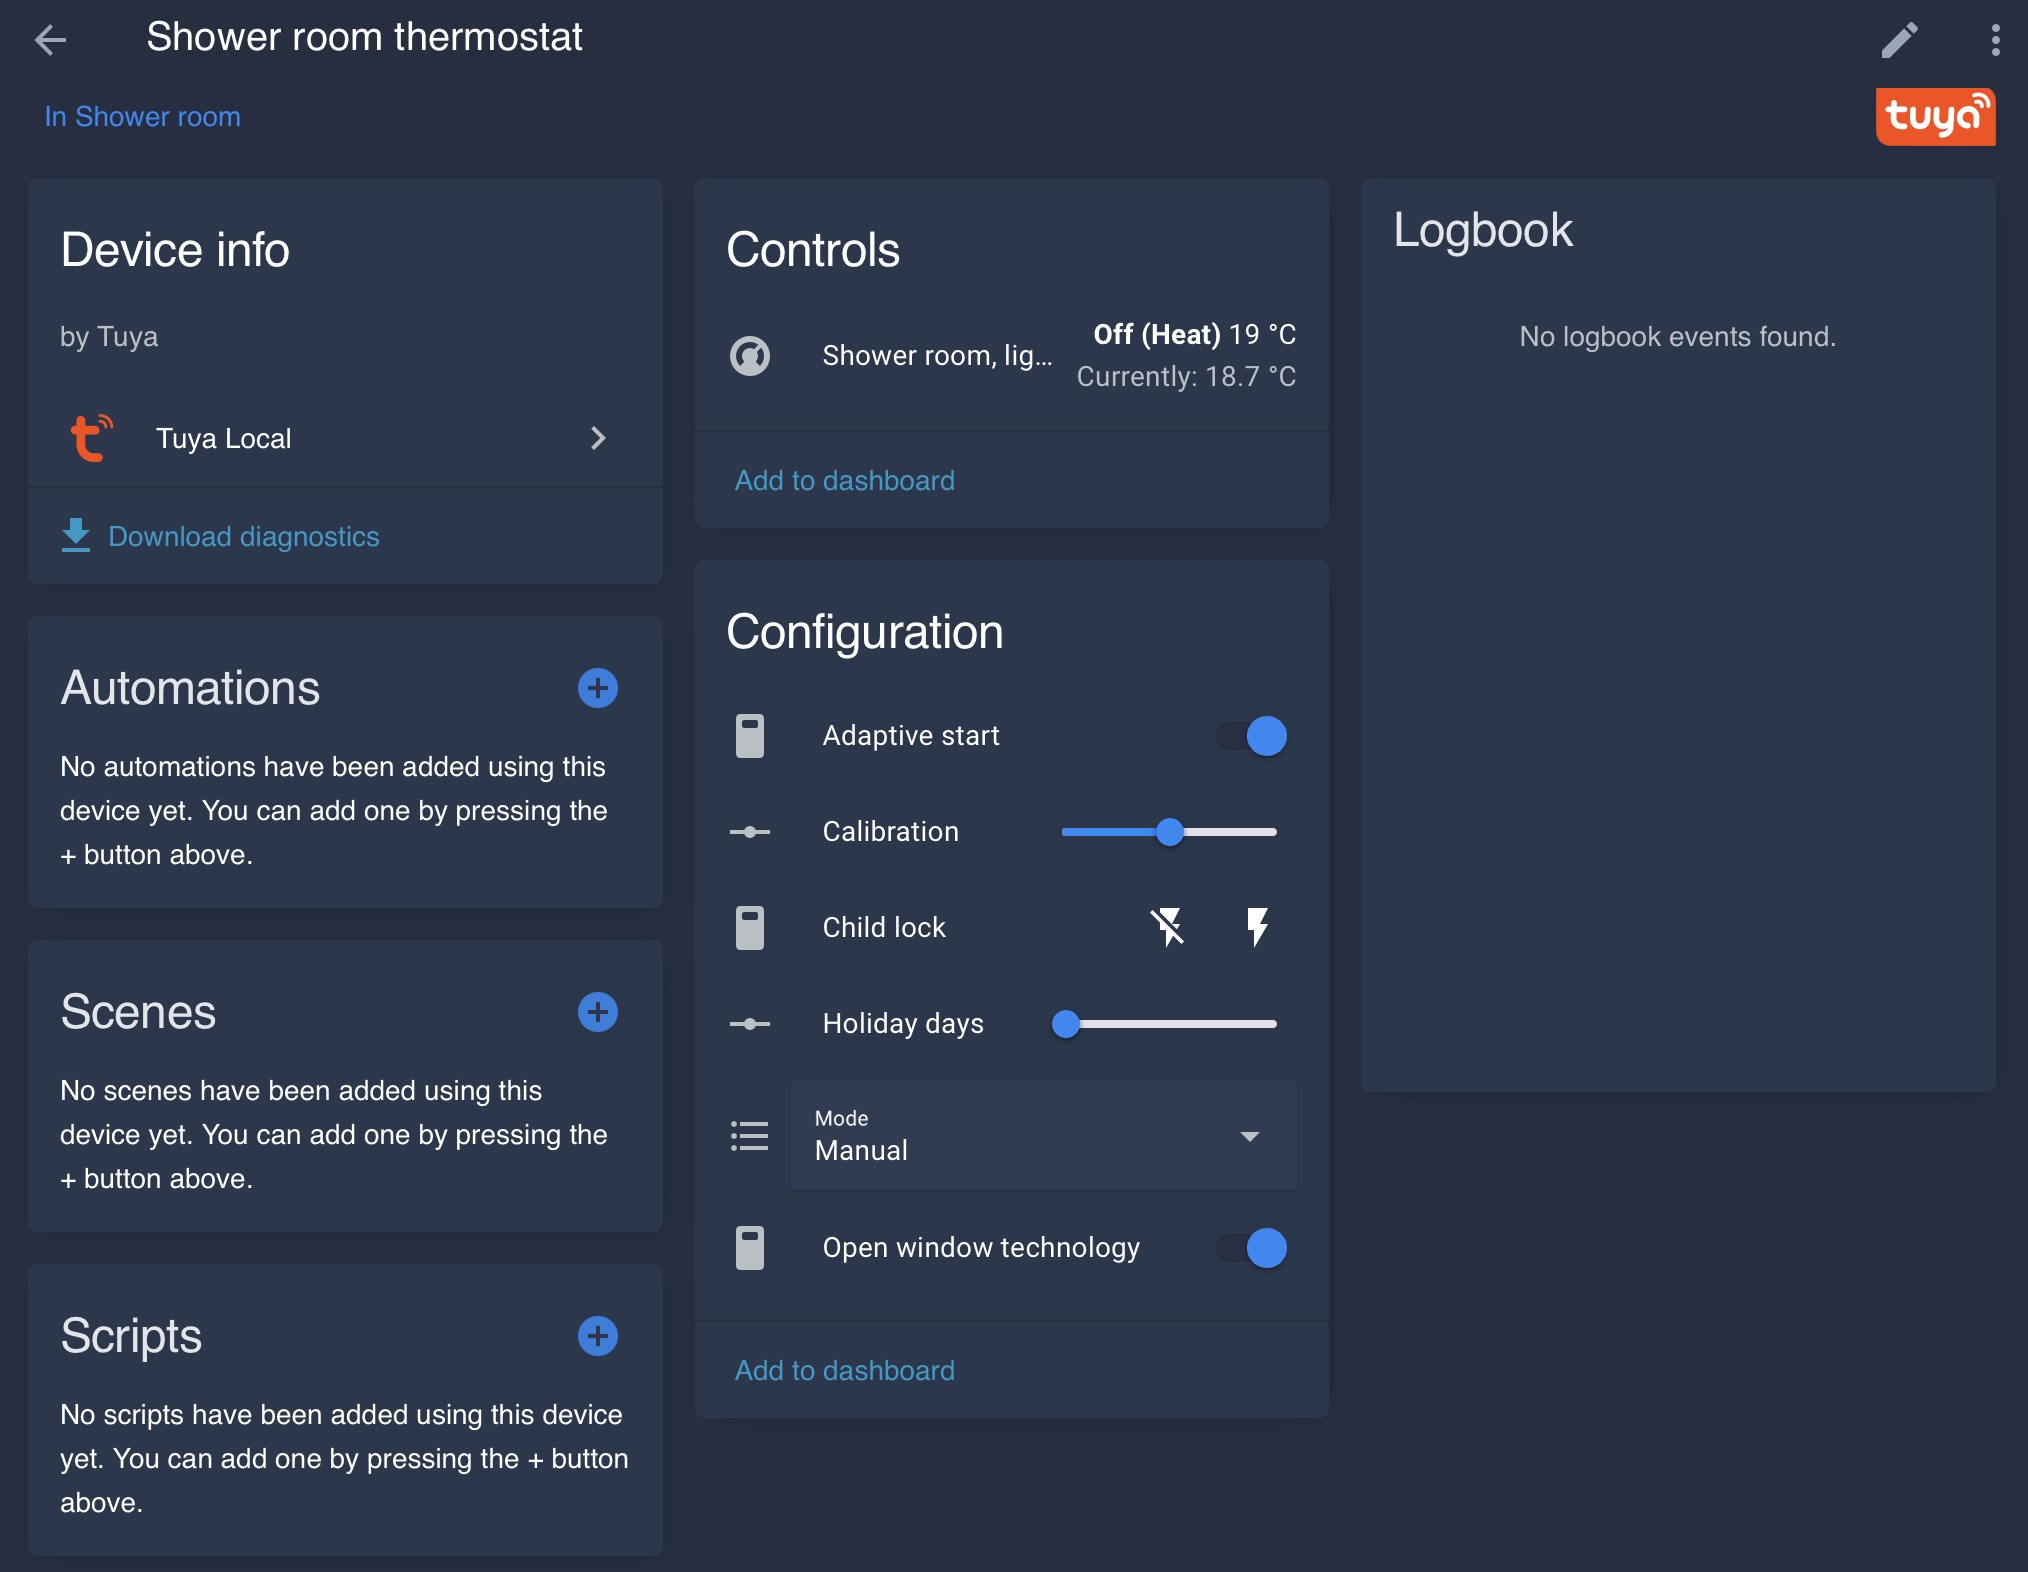 Shower room thermostat
In Shower room
tuya
Device info
by Tuya
Tuya Local
Download diagnostics
Automations
No automations have been added using this
device yet. You can add one by pressing the
+ button above.
Scenes
No scenes have been added using this
device yet. You can add one by pressing the
+ button above.
Scripts
No scripts have been added using this device
yet. You can add one by pressing the + button
above.
Controls
Shower room, lig...
Off (Heat) 19 °C
Currently: 18.7 °C
Add to dashboard
Configuration
Adaptive start
Calibration
Child lock
Holiday days
Mode
Manual
Open window technology
Add to dashboard
Logbook
No logbook events found.